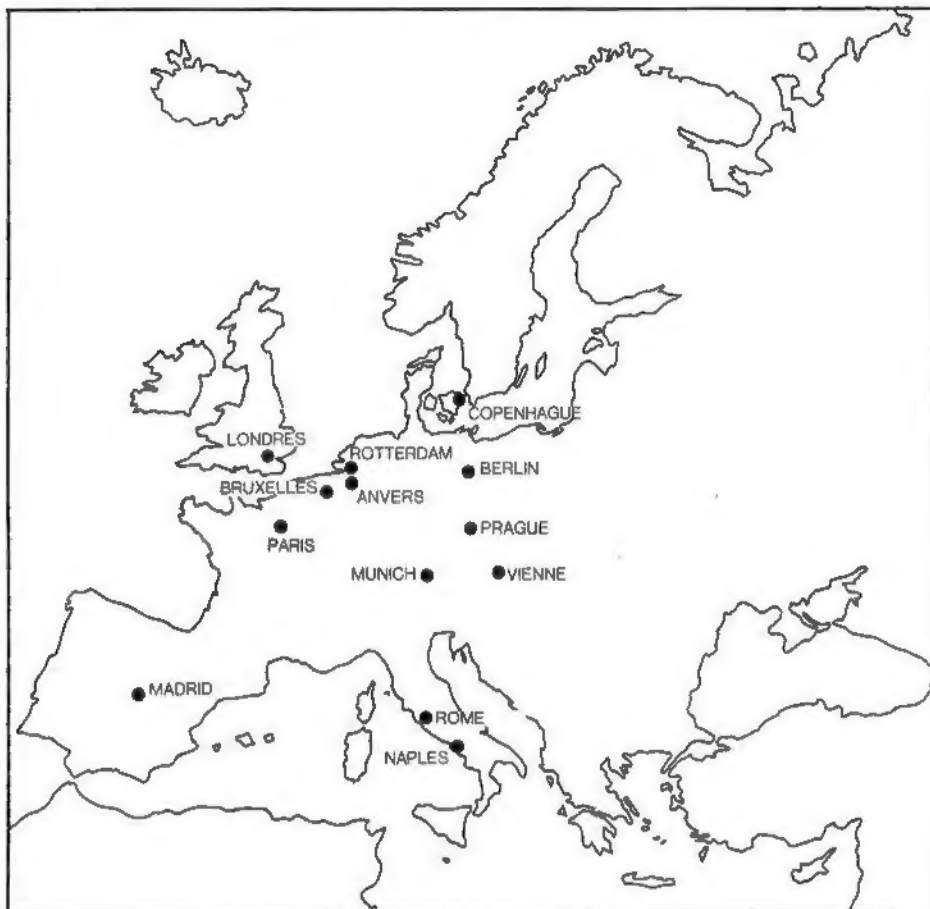 COPENHAGUE
LONDRES
ROTTERDAM
BERLIN
BRUXELLES
ANVERS
PRAGUE
PARIS
MUNICH
VIENNE
MADRID
ROME
NAPLES